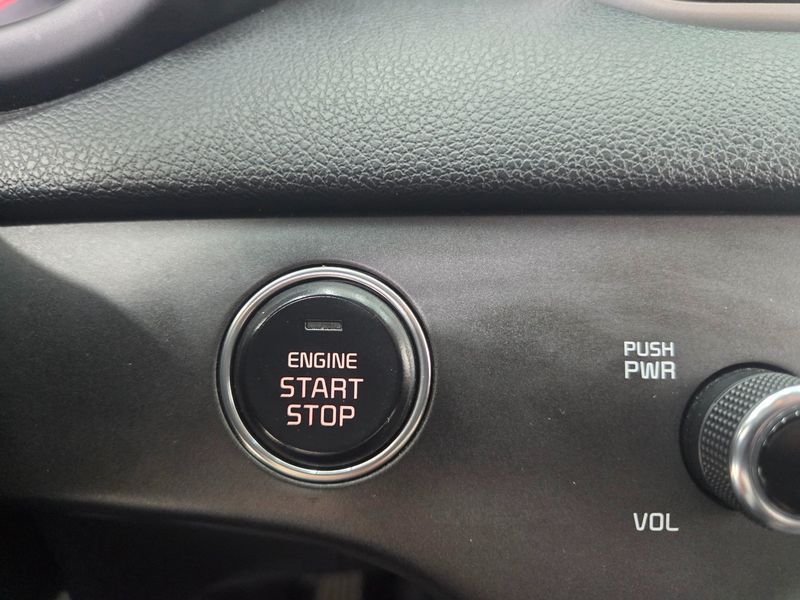 ENGINE
START
STOP
PUSH
PWR
VOL